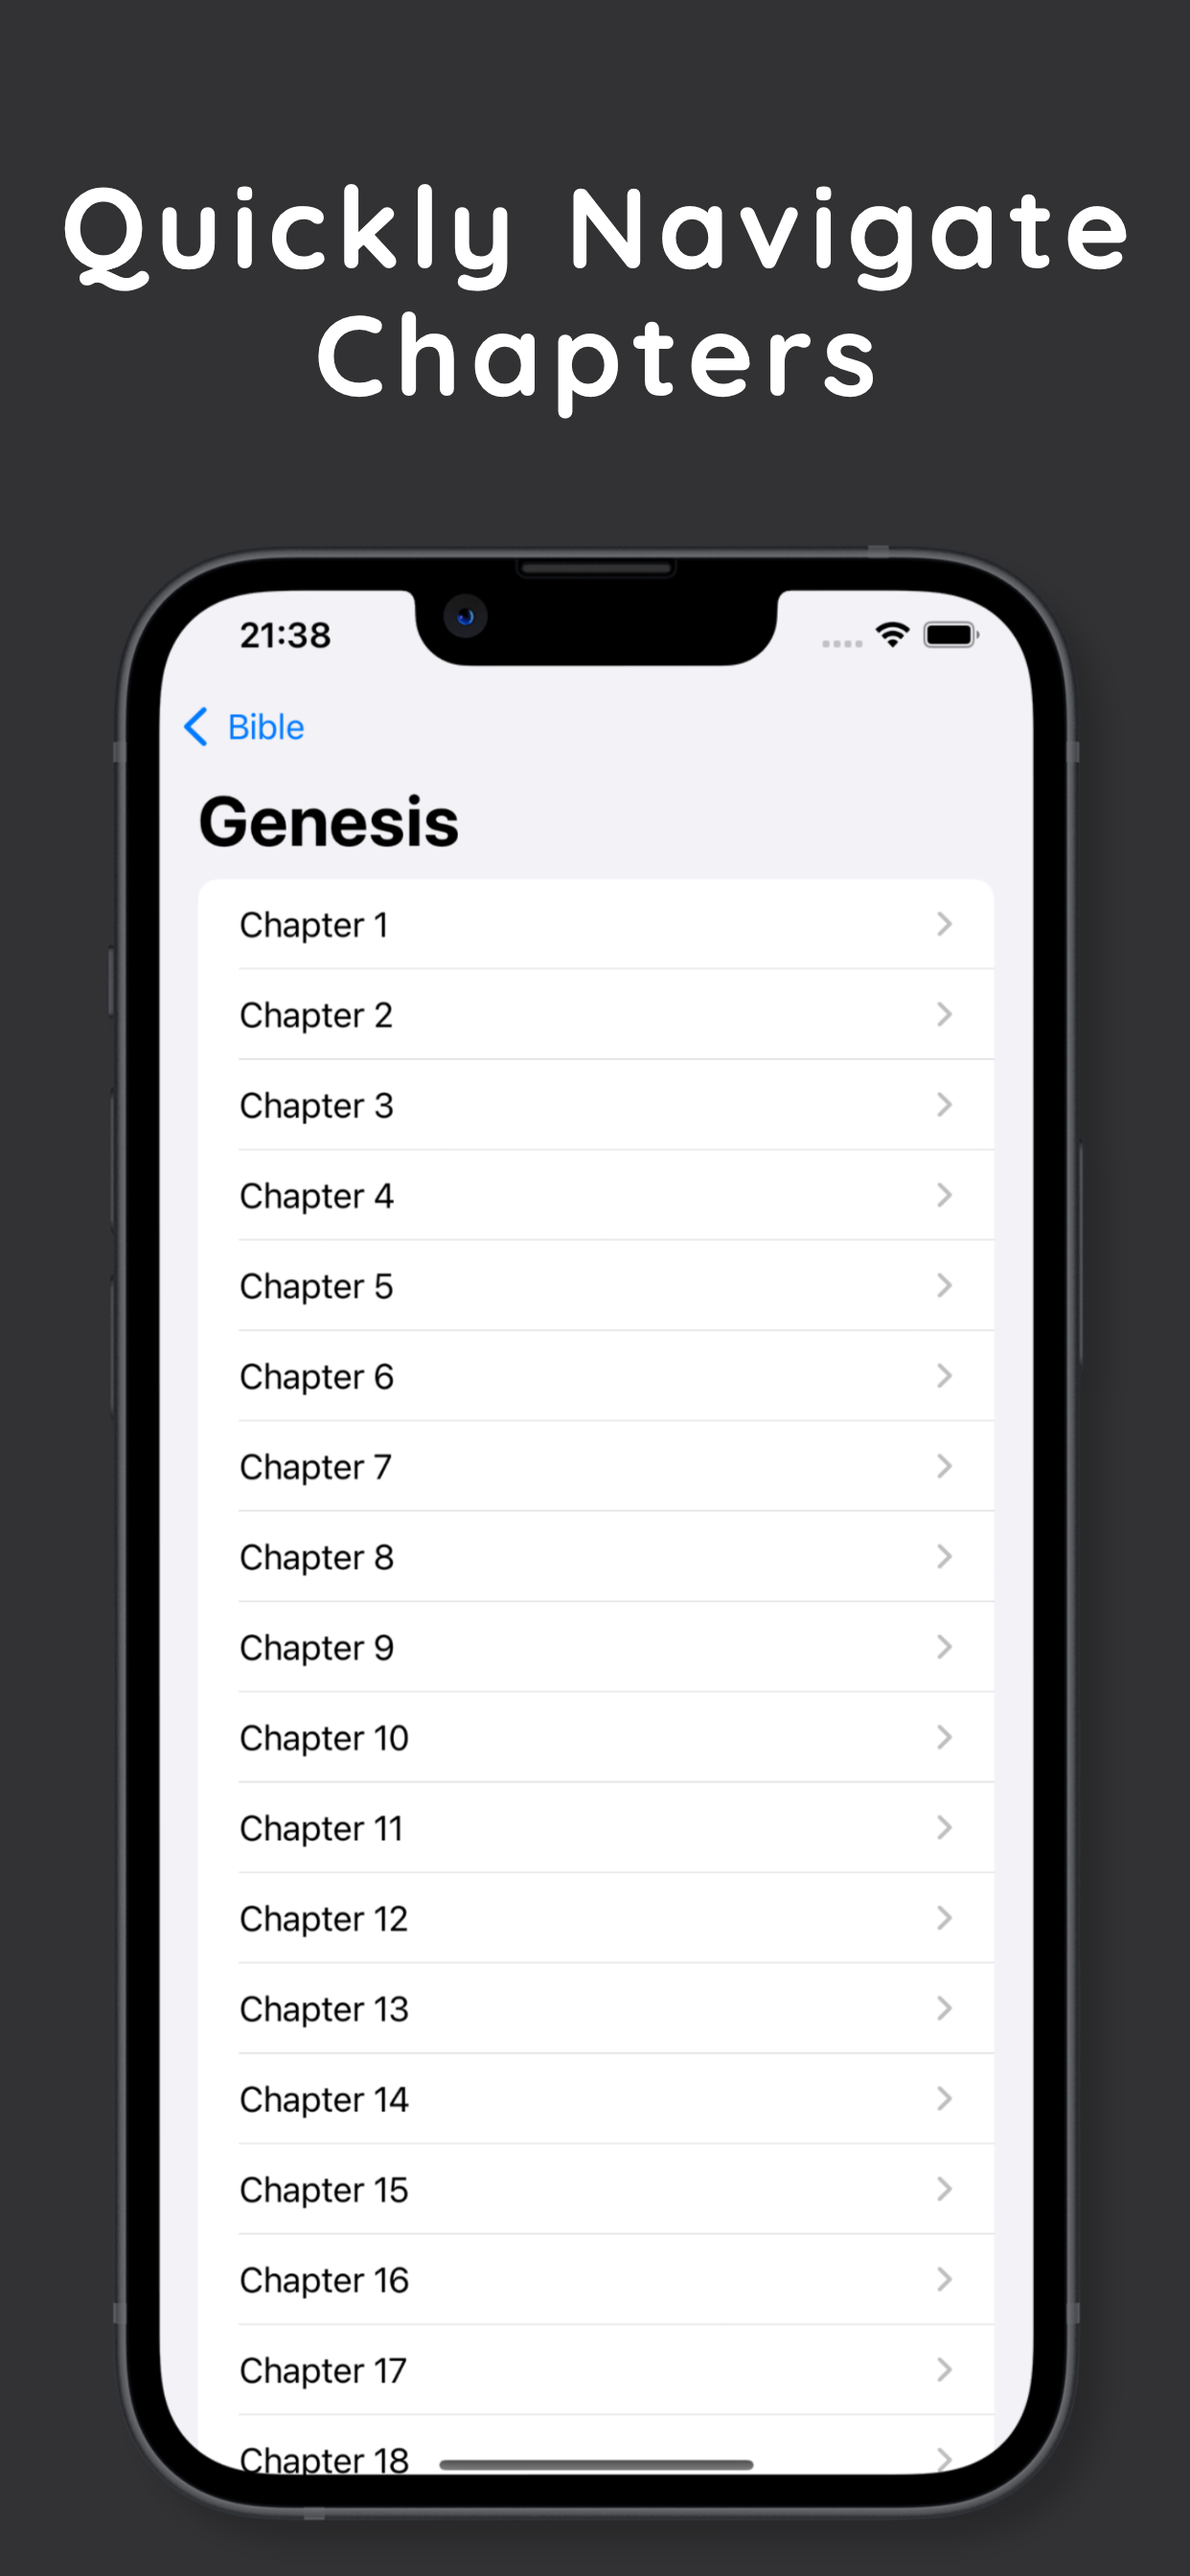 Quickly Navigate
Chapters
21:38
Bible
Genesis
Chapter 1
Chapter 2
Chapter 3
Chapter 4
Chapter 5
Chapter 6
Chapter 7
Chapter 8
Chapter 9
Chapter 10
Chapter 11
Chapter 12
Chapter 13
Chapter 14
Chapter 15
Chapter 16
Chapter 17
Chapter 18